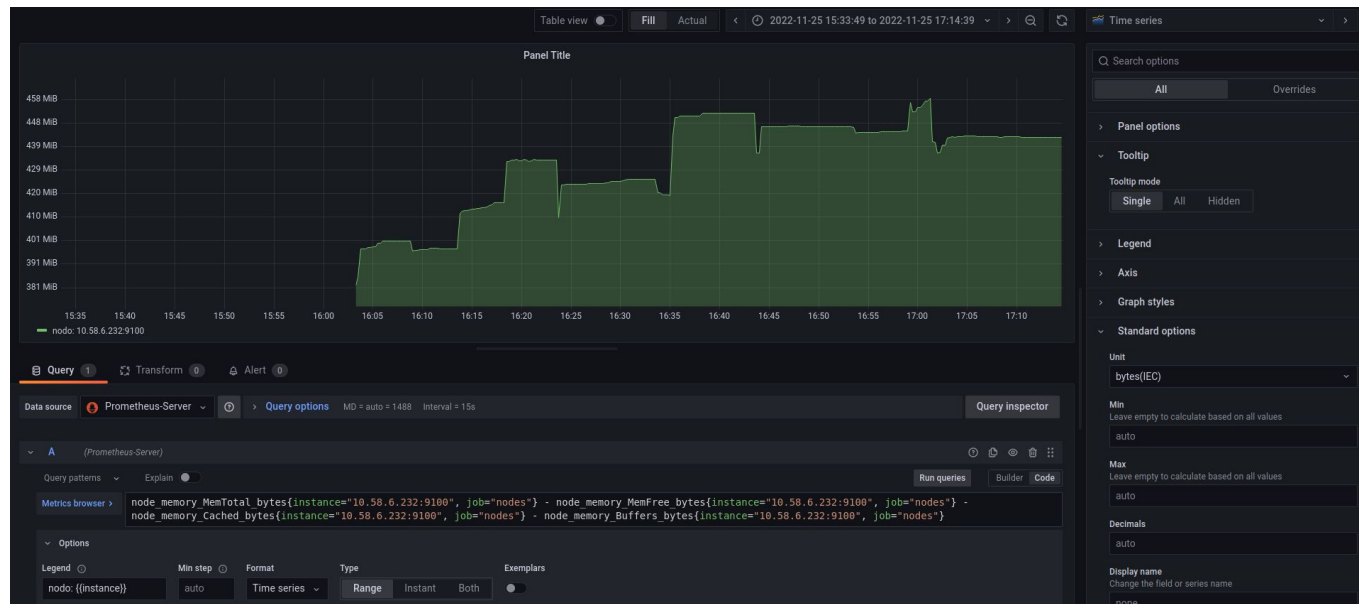 Table view Fill Actual 2022-11-25 15:33:49 to 2022-11-25 17:14:39
Time series
Panel Title
458 MiB
448 MiB
439 MiB
429 MiB
420 MiB
410 MiB
401 MiB
391 MiB
381 MiB
15:35 15:40 15:45 15:50 15:55 16:00 16:05 16:10 16:15 16:20 16:25 16:30 16:35 16:40 16:45 16:50 16:55 17:00 17:05 17:10
nodo: 10.58.6.232:9100
Query 1 Transform 0 Alert 0
Data source Prometheus-Server Query options MD = auto = 1488 Interval = 15s Query inspector
A (Prometheus-Server)
Query patterns Explain Run queries Builder Code
Metrics browser > node_memory_MemTotal_bytes{instance="10.58.6.232:9100", job="nodes"} - node_memory_MemFree_bytes{instance="10.58.6.232:9100", job="nodes"} -
node_memory_Cached_bytes{instance="10.58.6.232:9100", job="nodes"} - node_memory_Buffers_bytes{instance="10.58.6.232:9100", job="nodes"}
Options
Legend Min step Format Type Exemplars
nodo: {{instance}} auto Time series Range Instant Both
Search options
All Overrides
Panel options
Tooltip
Tooltip mode
Single All Hidden
Legend
Axis
Graph styles
Standard options
Unit
bytes(IEC)
Min
Leave empty to calculate based on all values
auto
Max
Leave empty to calculate based on all values
auto
Decimals
auto
Display name
Change the field or series name
none